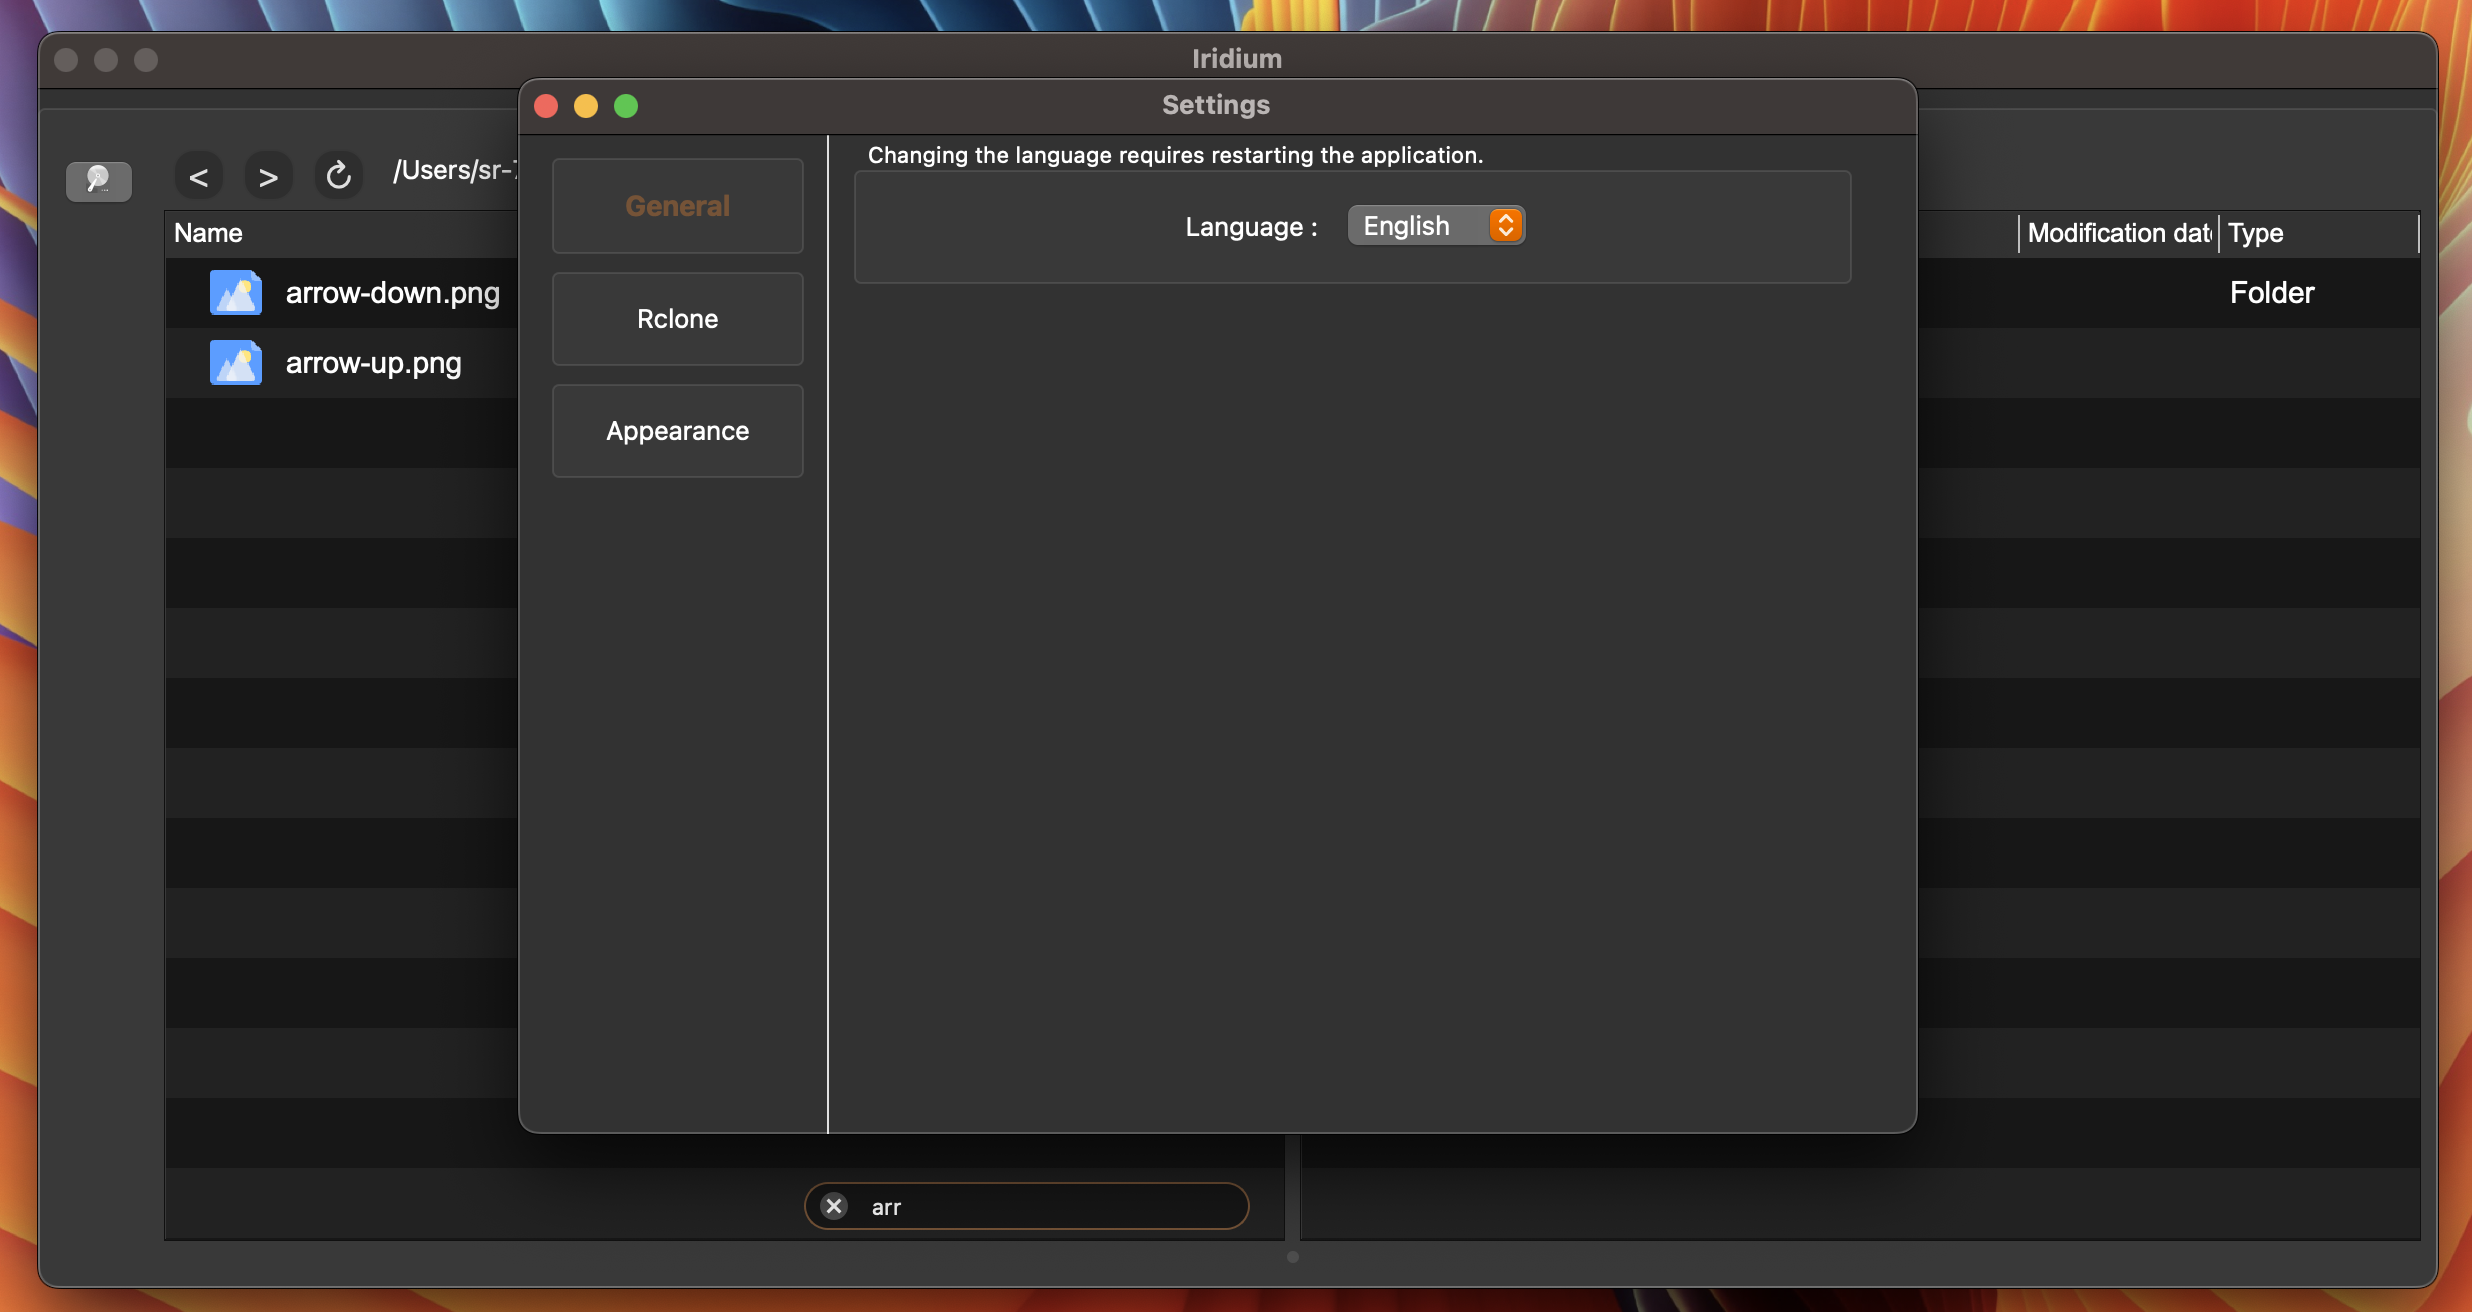 Iridium
Settings
< > /Users/sr-
Name
arrow-down.png
arrow-up.png
General
Rclone
Appearance
Changing the language requires restarting the application.
Language : English
Modification dat Type
Folder
arr